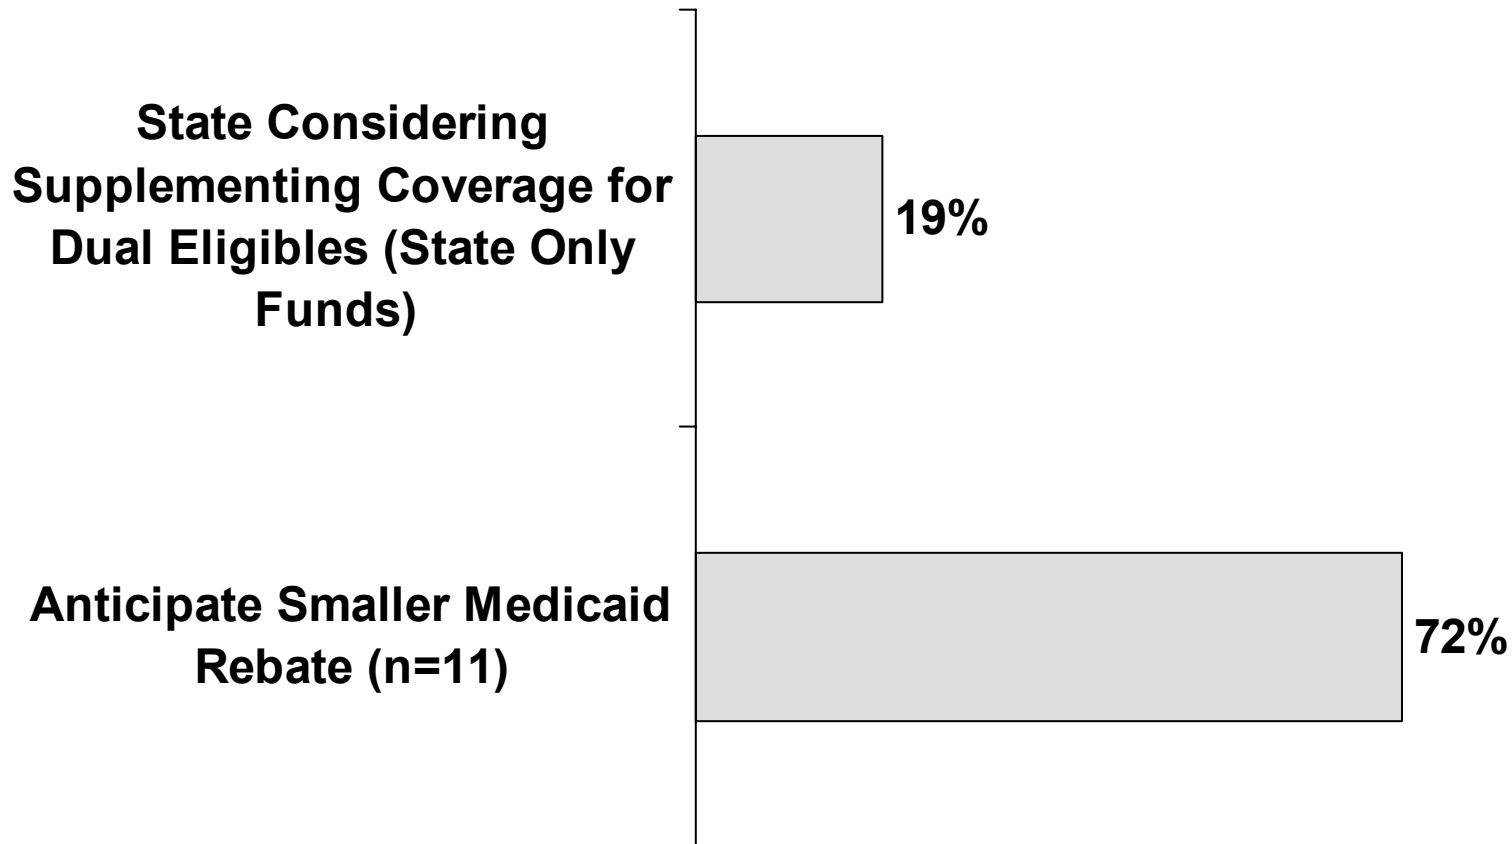 State Considering
Supplementing Coverage for
Dual Eligibles (State Only
Funds)
19%
Anticipate Smaller Medicaid
Rebate (n=11)
72%